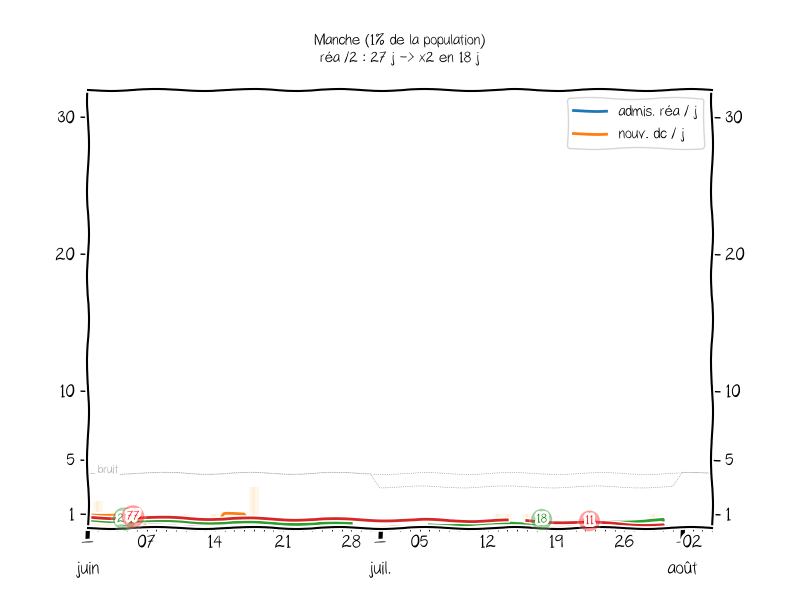 Manche (1% de la population)
réa /2 : 27 j -> x2 en 18 j
admis. réa / j
nouv. dc / j
30 30
20 20
10 10
5 5
bruit
1 1
77 18 11
07 14 21 28 05 12 19 26 02
juin juil. août